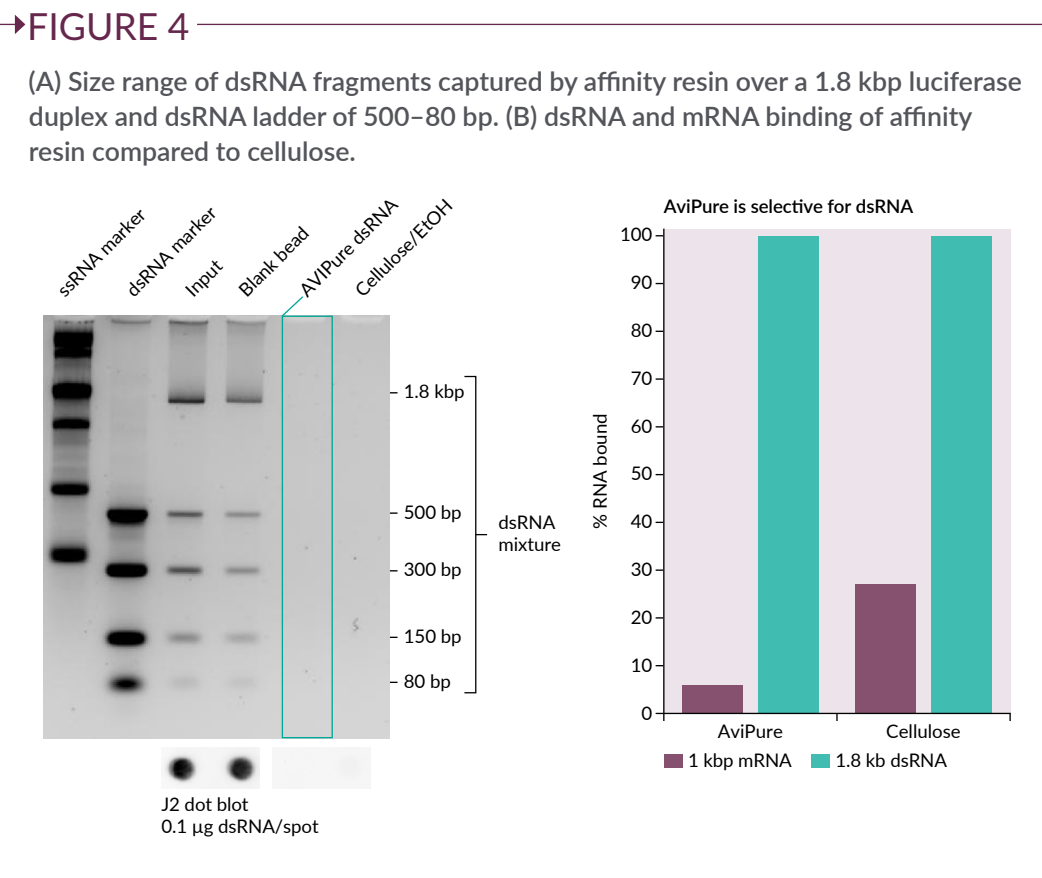 FIGURE 4
(A) Size range of dsRNA fragments captured by affinity resin over a 1.8 kbp luciferase
duplex and dsRNA ladder of 500–80 bp. (B) dsRNA and mRNA binding of affinity
resin compared to cellulose.
ssRNA marker
dsRNA marker
Input
Blank bead
AVIPure dsRNA
Cellulose/EtOH
1.8 kbp
500 bp
300 bp
150 bp
80 bp
dsRNA
mixture
J2 dot blot
0.1 µg dsRNA/spot
AviPure is selective for dsRNA
% RNA bound
100
90
80
70
60
50
40
30
20
10
0
AviPure
Cellulose
1 kbp mRNA
1.8 kb dsRNA